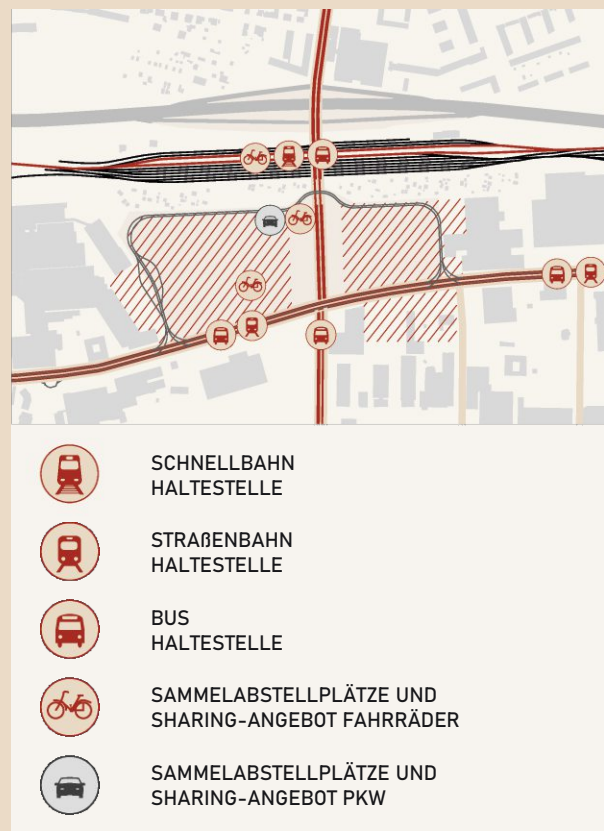 SCHNELLBAHN
HALTESTELLE
STRAßENBAHN
HALTESTELLE
BUS
HALTESTELLE
SAMMELABSTELLPLÄTZE UND
SHARING-ANGEBOT FAHRRÄDER
SAMMELABSTELLPLÄTZE UND
SHARING-ANGEBOT PKW